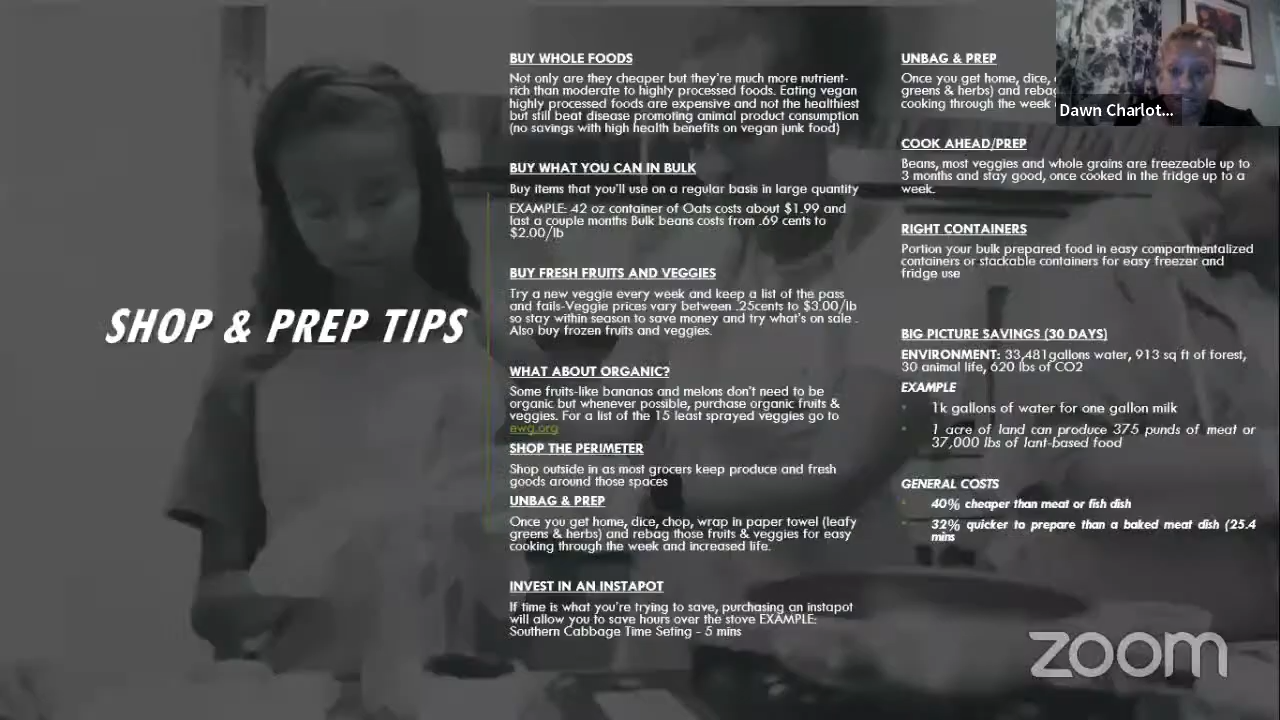 SHOP & PREP TIPS
BUY WHOLE FOODS
Not only are they cheaper but they're much more nutrient-
rich than moderate to highly processed foods. Eating vegan
highly processed foods are expensive and not the healthiest
but still beat disease promoting animal product consumption
(no savings with high health benefits on vegan junk food)
BUY WHAT YOU CAN IN BULK
Buy items that you'll use on a regular basis in large quantity
EXAMPLE: 42 oz container of Oats costs about $1.99 and
last a couple months Bulk beans costs from .69 cents to
$2.00/lb
BUY FRESH FRUITS AND VEGGIES
Try a new veggie every week and keep a list of the pass
and fails-Veggie prices vary between .25cents to $3.00/lb
so stay within season to save money and try what's on sale .
Also buy frozen fruits and veggies.
WHAT ABOUT ORGANIC?
Some fruits-like bananas and melons don't need to be
organic but whenever possible, purchase organic fruits &
veggies. For a list of the 15 least sprayed veggies go to
ewg.org
SHOP THE PERIMETER
Shop outside in as most grocers keep produce and fresh
goods around those spaces
UNBAG & PREP
Once you get home, dice, chop, wrap in paper towel (leafy
greens & herbs) and rebag those fruits & veggies for easy
cooking through the week and increased life.
INVEST IN AN INSTAPOT
If time is what you're trying to save, purchasing an instapot
will allow you to save hours over the stove EXAMPLE:
Southern Cabbage Time Seting - 5 mins
UNBAG & PREP
Once you get home, dice,
greens & herbs) and rebag
cooking through the week
COOK AHEAD/PREP
Beans, most veggies and whole grains are freezeable up to
3 months and stay good, once cooked in the fridge up to a
week.
RIGHT CONTAINERS
Portion your bulk prepared food in easy compartmentalized
containers or stackable containers for easy freezer and
fridge use
BIG PICTURE SAVINGS (30 DAYS)
ENVIRONMENT: 33,481gallons water, 913 sq ft of forest,
30 animal life, 620 lbs of CO2
EXAMPLE
1k gallons of water for one gallon milk
1 acre of land can produce 375 punds of meat or
37,000 lbs of lant-based food
GENERAL COSTS
40% cheaper than meat or fish dish
32% quicker to prepare than a baked meat dish (25.4
mins
Dawn Charlot...
zoom